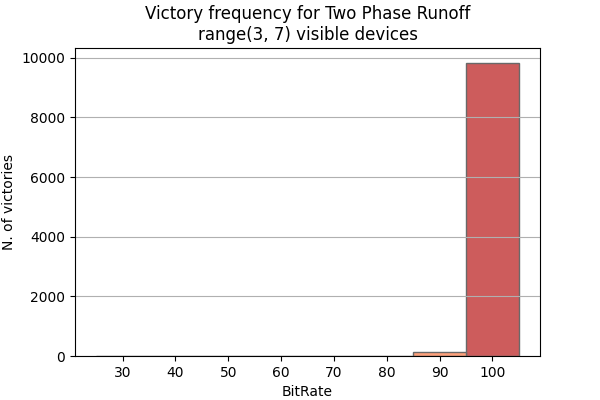 Victory frequency for Two Phase Runoff
range(3, 7) visible devices
10000
8000
6000
4000
2000
0
N. of victories
30 40 50 60 70 80 90 100
BitRate